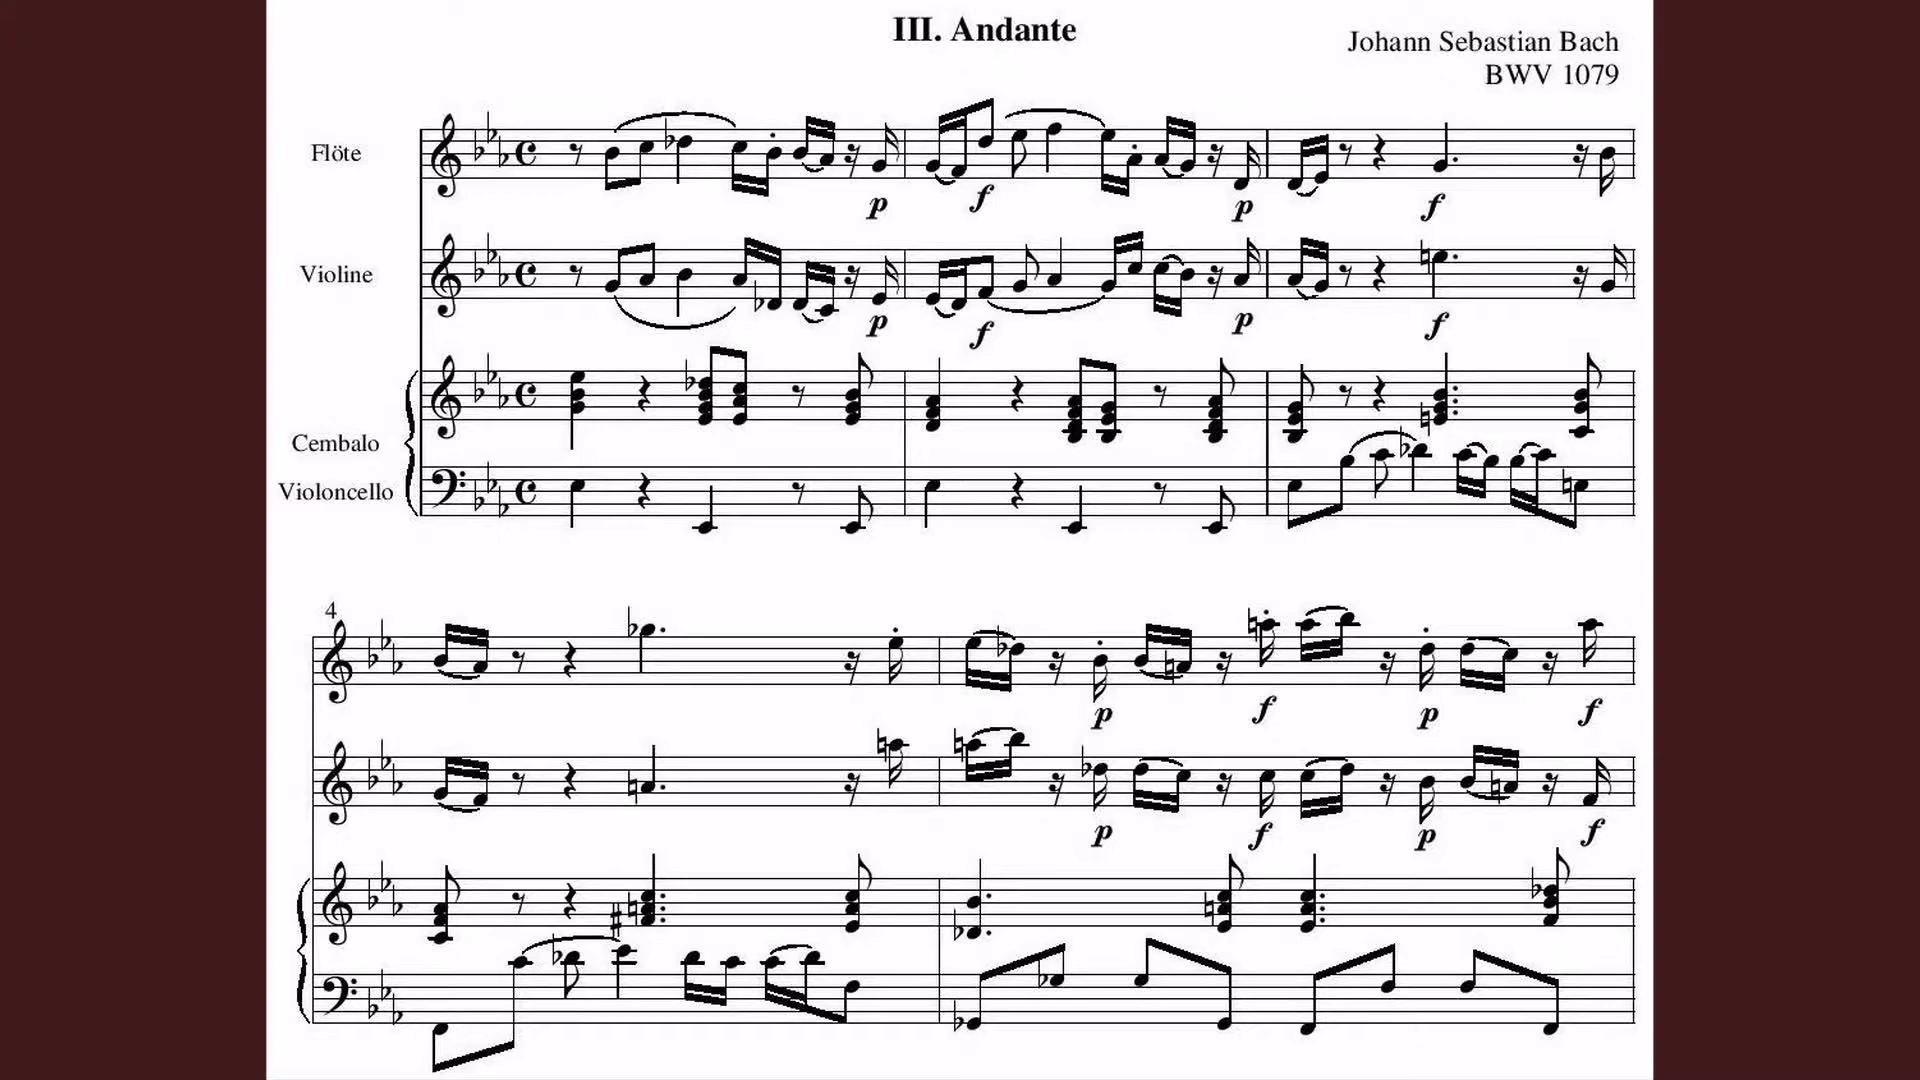 III. Andante
Johann Sebastian Bach
BWV 1079
Flöte
p f p f
Violine
p f p f
Cembalo
Violoncello
4
p f p f
p f p f